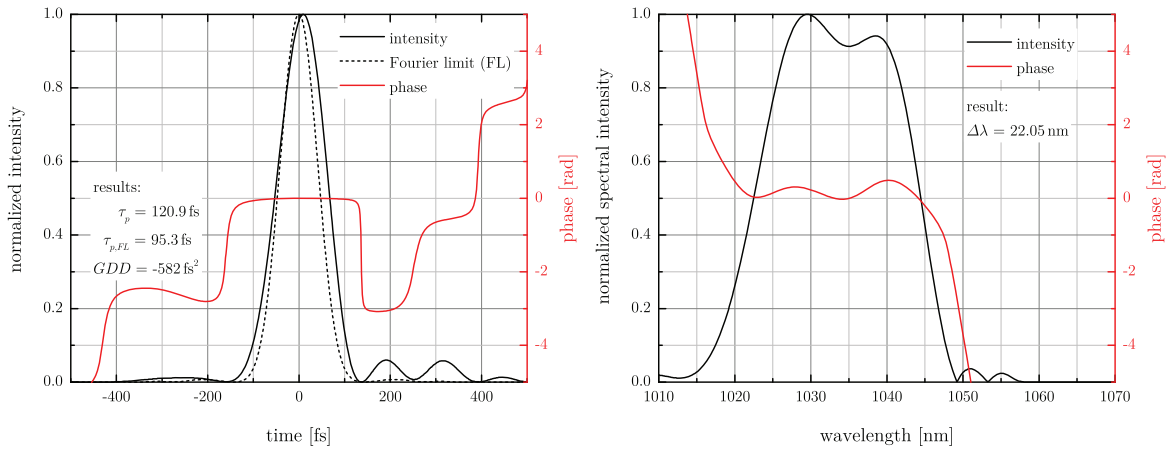 normalized intensity
1.0
0.8
0.6
0.4
0.2
0.0
-400
-200
0
200
400
time [fs]
4
2
0
-2
-4
phase [rad]
intensity
Fourier limit (FL)
phase
results:
τp = 120.9 fs
τp,FL = 95.3 fs
GDD = -582 fs²
normalized spectral intensity
1.0
0.8
0.6
0.4
0.2
0.0
1010
1020
1030
1040
1050
1060
1070
wavelength [nm]
4
2
0
-2
-4
phase [rad]
intensity
phase
result:
Δλ = 22.05 nm